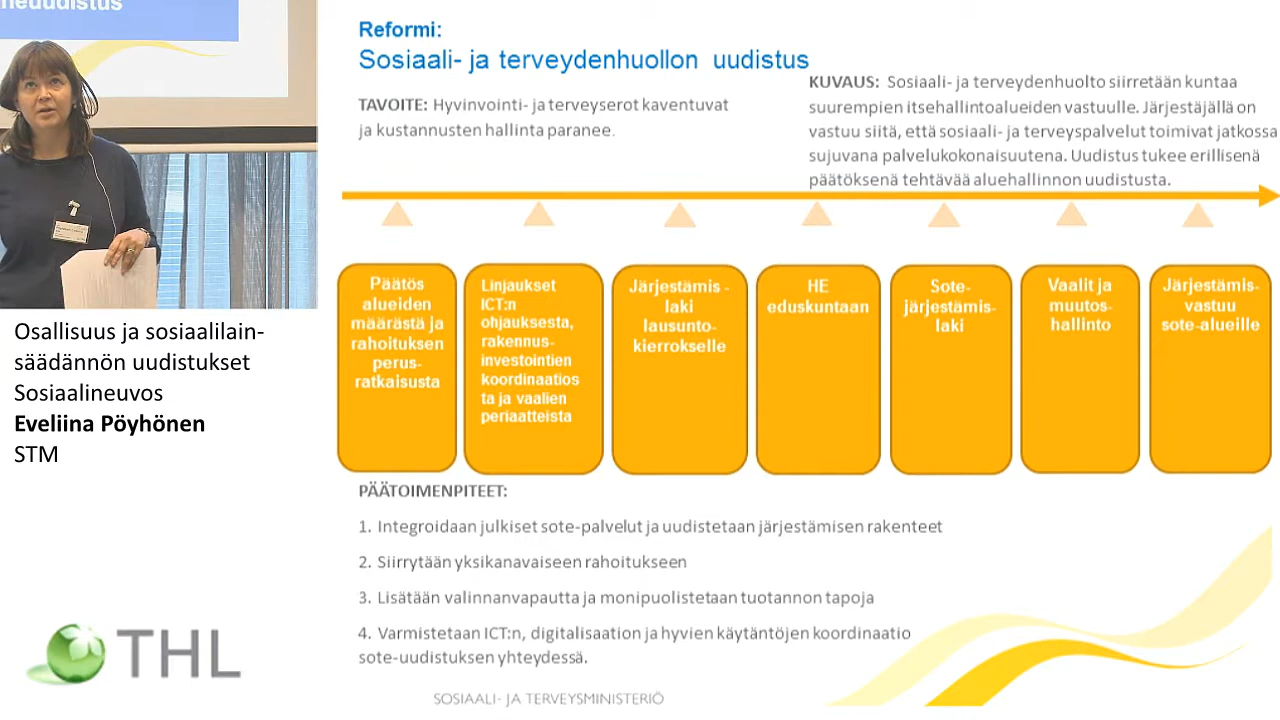 neuudistus
Osallisuus ja sosiaalilain-
säädännön uudistukset
Sosiaalineuvos
Eveliina Pöyhönen
STM
THL
Reformi:
Sosiaali- ja terveydenhuollon uudistus
TAVOITE: Hyvinvointi- ja terveyserot kaventuvat
ja kustannusten hallinta paranee.
KUVAUS: Sosiaali- ja terveydenhuolto siirretään kuntaa
suurempien itsehallintoalueiden vastuulle. Järjestäjällä on
vastuu siitä, että sosiaali- ja terveyspalvelut toimivat jatkossa
sujuvana palvelukokonaisuutena. Uudistus tukee erillisenä
päätöksenä tehtävää aluehallinnon uudistusta.
Päätös
alueiden
määrästä ja
rahoituksen
perus-
ratkaisusta
Linjaukset
ICT:n
ohjauksesta,
rakennus-
investointien
koordinaatios
ta ja vaalien
periaatteista
Järjestämis -
laki
lausunto-
kierrokselle
HE
eduskuntaan
Sote-
järjestämis-
laki
Vaalit ja
muutos-
hallinto
Järjestämis-
vastuu
sote-alueille
PÄÄTOIMENPITEET:
1. Integroidaan julkiset sote-palvelut ja uudistetaan järjestämisen rakenteet
2. Siirrytään yksikanavaiseen rahoitukseen
3. Lisätään valinnanvapautta ja monipuolistetaan tuotannon tapoja
4. Varmistetaan ICT:n, digitalisaation ja hyvien käytäntöjen koordinaatio
sote-uudistuksen yhteydessä.
SOSIAALI- JA TERVEYSMINISTERIÖ